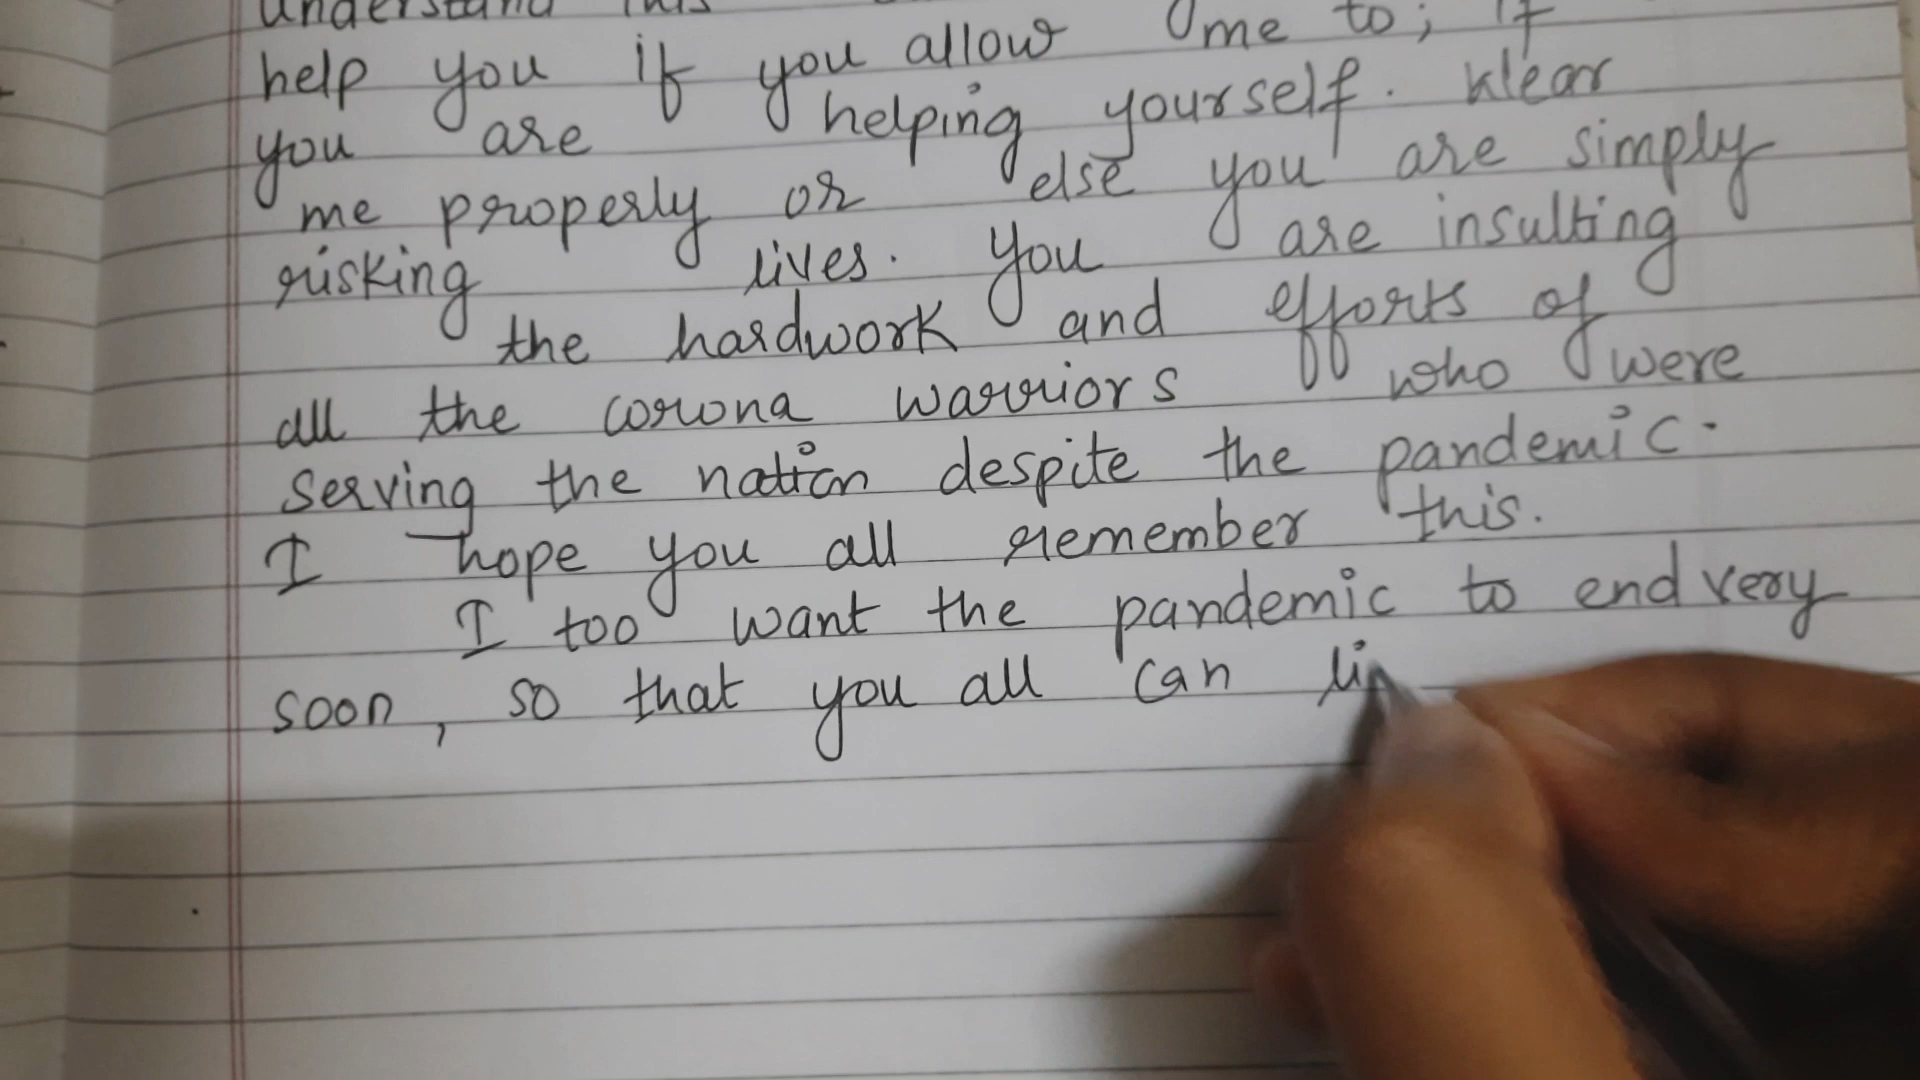 understand this
help you if you allow me to; if
you are helping yourself. Wear
me properly or else you are simply
risking lives. You are insulting
the hardwork and efforts of
all the corona warriors who were
serving the nation despite the pandemic.
I hope you all remember this.
I too want the pandemic to end very
soon, so that you all can